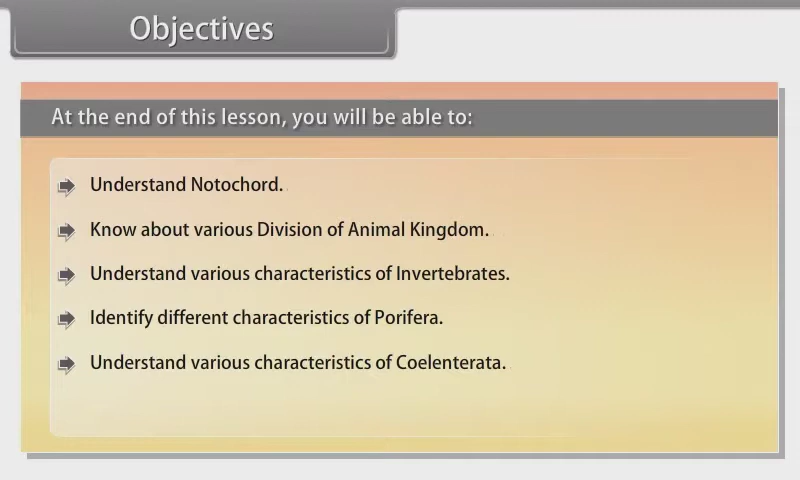 Objectives
At the end of this lesson, you will be able to:
Understand Notochord.
Know about various Division of Animal Kingdom.
Understand various characteristics of Invertebrates.
Identify different characteristics of Porifera.
Understand various characteristics of Coelenterata.